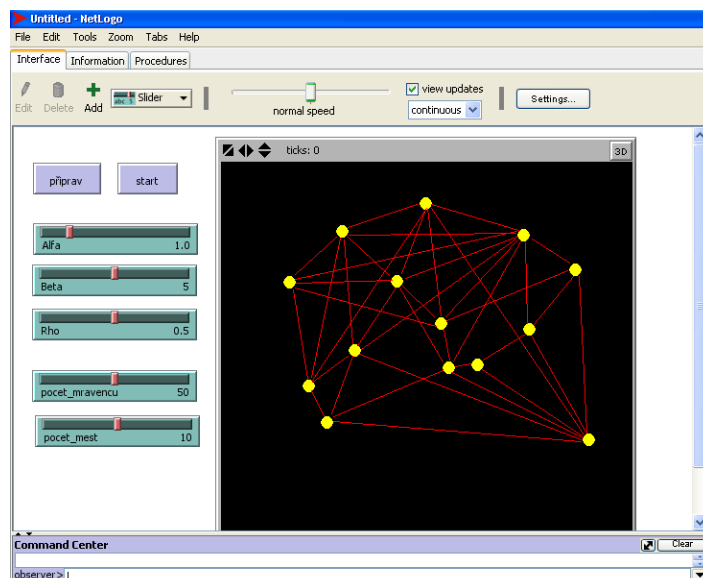 Untitled - NetLogo
File Edit Tools Zoom Tabs Help
Interface Information Procedures
Edit Delete Add abc 5 Slider normal speed view updates continuous Settings...
ticks: 0 3D
připrav start
Alfa 1.0
Beta 5
Rho 0.5
pocet_mravencu 50
pocet_mest 10
Command Center Clear
observer>